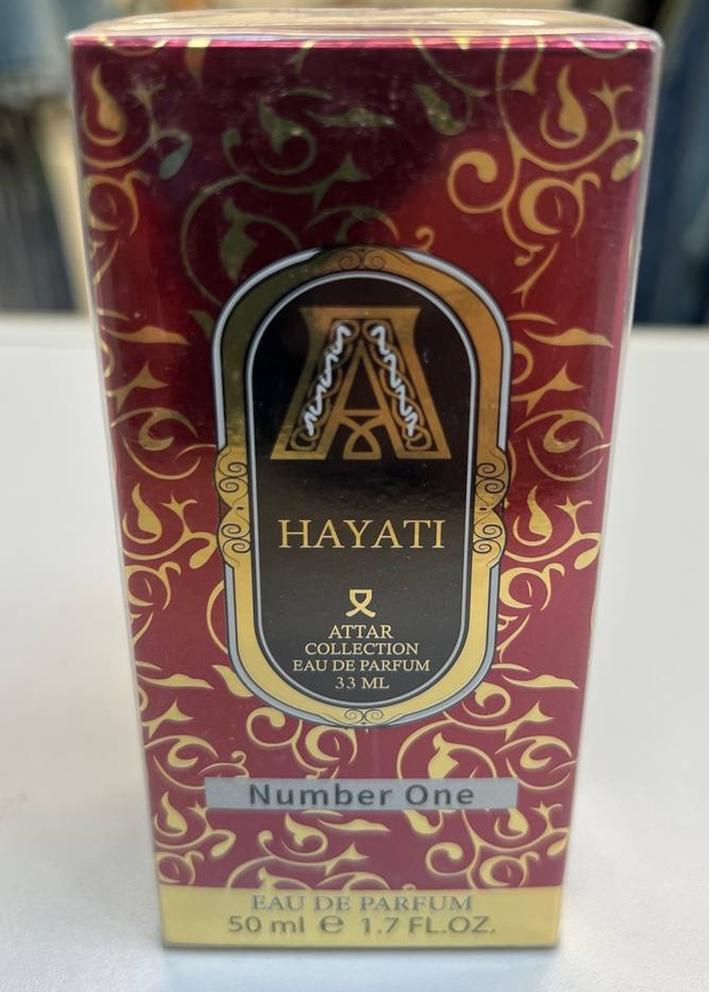 A
HAYATI
ATTAR
COLLECTION
EAU DE PARFUM
33 ML
Number One
EAU DE PARFUM
50 ml e 1.7 FL.OZ.